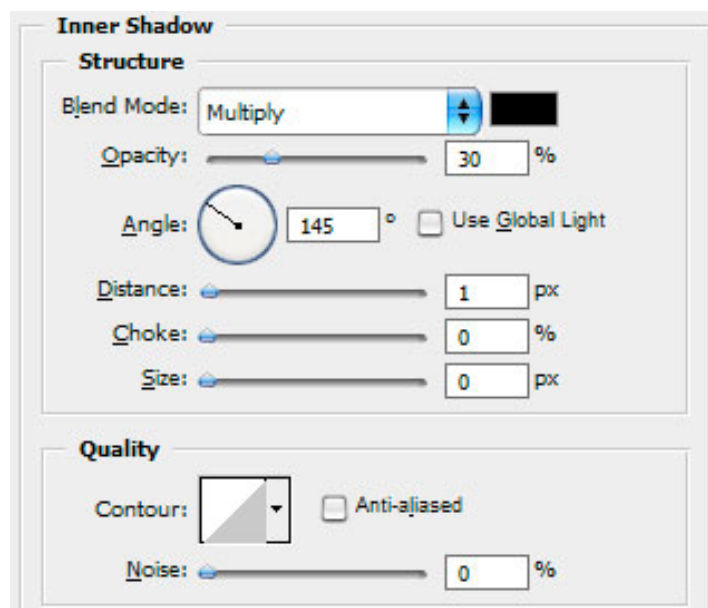 Inner Shadow
Structure
Blend Mode: Multiply
Opacity: 30 %
Angle: 145 ° Use Global Light
Distance: 1 px
Choke: 0 %
Size: 0 px
Quality
Contour: Anti-aliased
Noise: 0 %